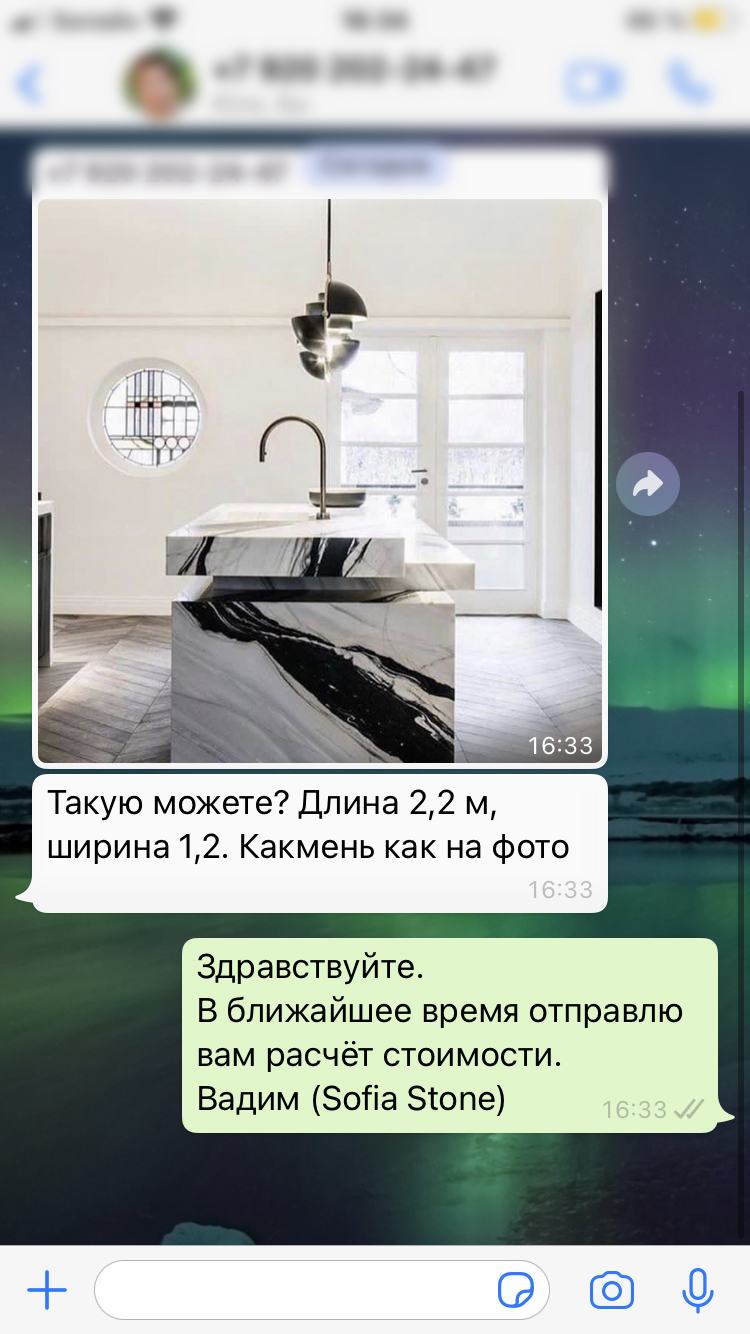 16:33
Такую можете? Длина 2,2 м,
ширина 1,2. Какмень как на фото
16:33
Здравствуйте.
В ближайшее время отправлю
вам расчёт стоимости.
Вадим (Sofia Stone)
16:33